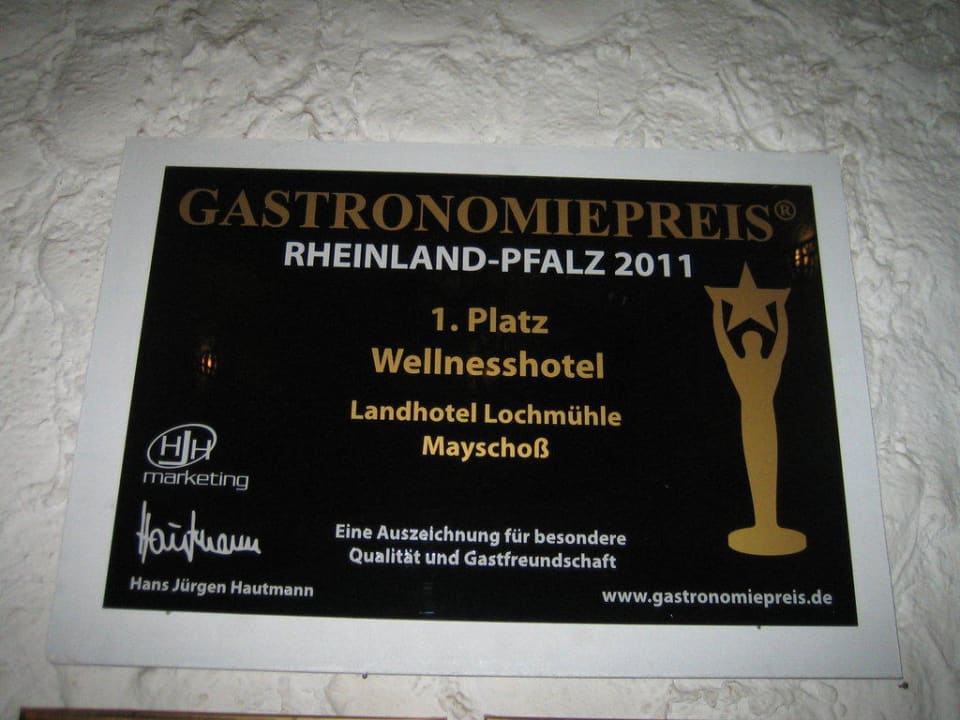 GASTRONOMIEPREIS®
RHEINLAND-PFALZ 2011
1. Platz
Wellnesshotel
Landhotel Lochmühle
Mayschoß
HJH
marketing
Hautmann
Eine Auszeichnung für besondere
Qualität und Gastfreundschaft
Hans Jürgen Hautmann
www.gastronomiepreis.de